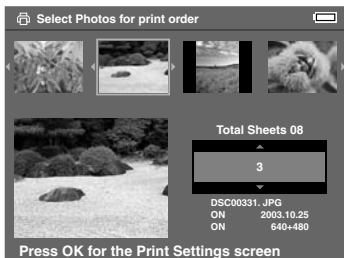 Select Photos for print order
Total Sheets 08
3
DSC00331. JPG
ON 2003.10.25
ON 640+480
Press OK for the Print Settings screen